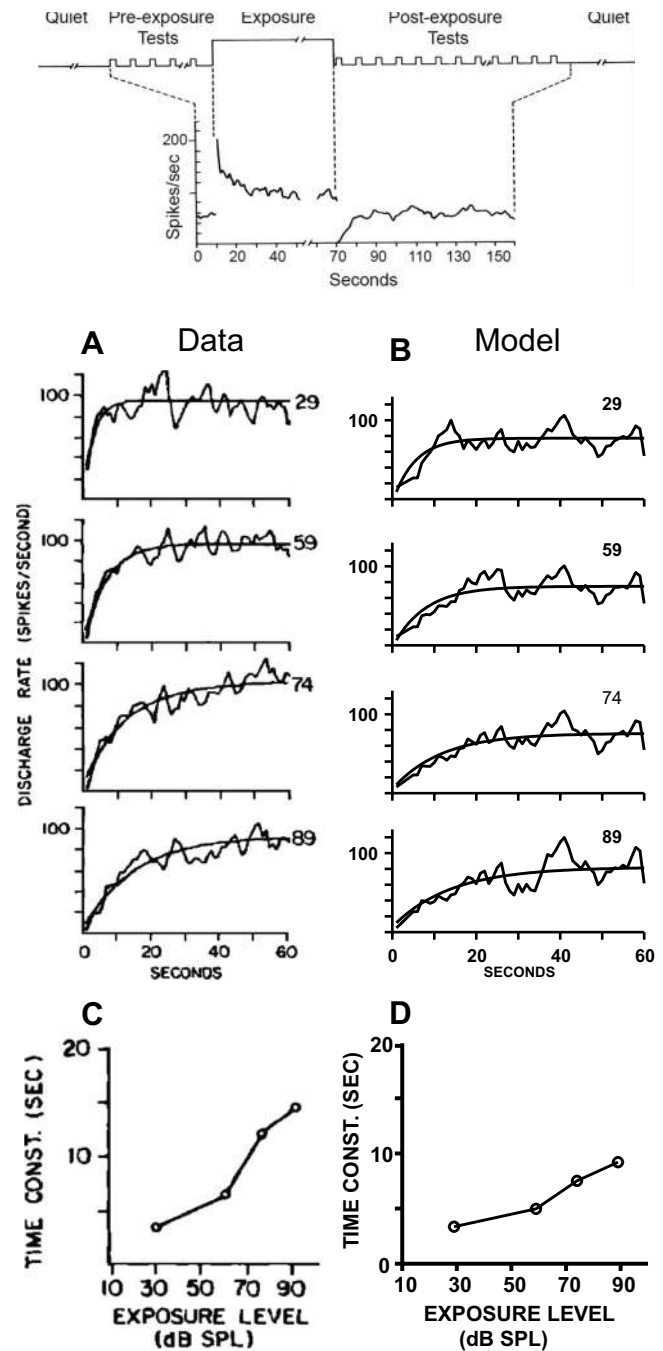 Quiet Pre-exposure Exposure Post-exposure Quiet
Tests Tests
200
Spikes/sec
0 20 40 60 70 90 110 130 150
Seconds
A Data B Model
100 29 100 29
100 59 100 59
100 74 100 74
100 89 100 89
DISCHARGE RATE (SPIKES/SECOND)
0 20 40 60 0 20 40 60
SECONDS SECONDS
C D
20 20
10 10
0
TIME CONST. (SEC) TIME CONST. (SEC)
10 30 50 70 90 10 30 50 70 90
EXPOSURE LEVEL EXPOSURE LEVEL
(dB SPL) (dB SPL)